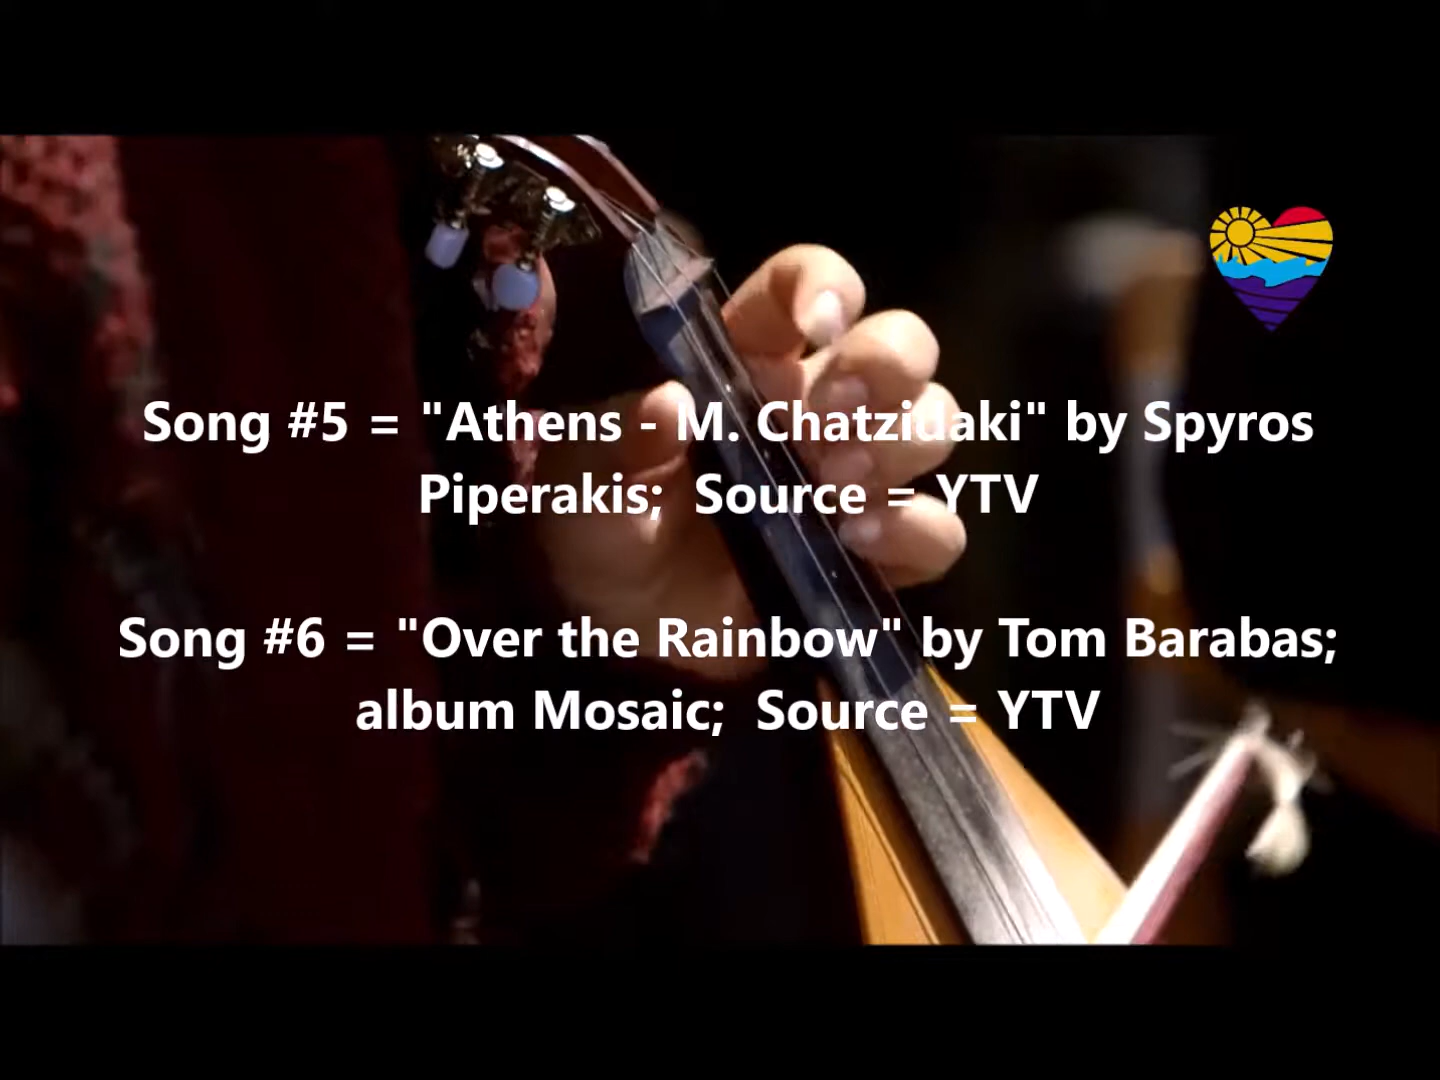 Song #5 = "Athens - M. Chatzidaki" by Spyros
Piperakis;  Source = YTV
Song #6 = "Over the Rainbow" by Tom Barabas;
album Mosaic;  Source = YTV